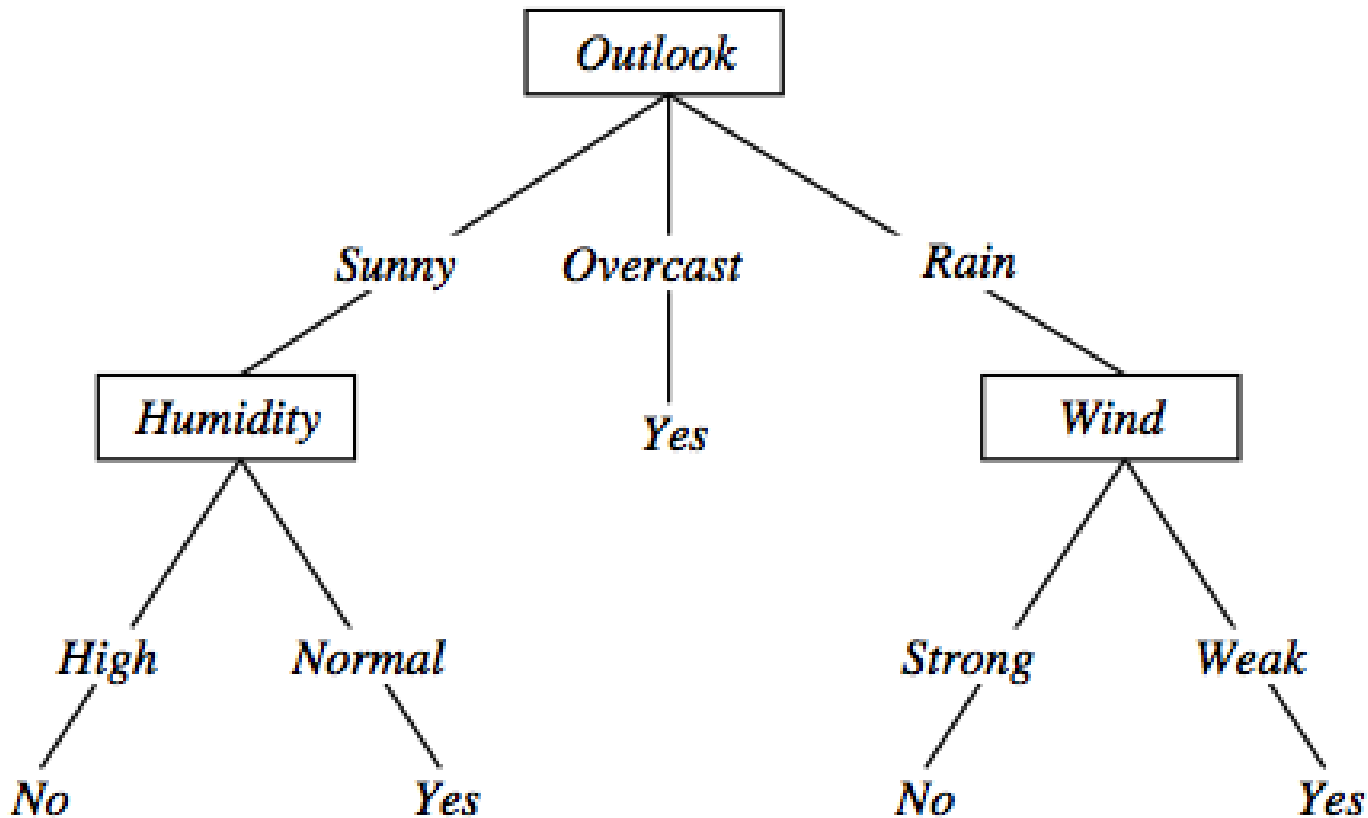 Outlook
Sunny Overcast Rain
Humidity Yes Wind
High Normal Strong Weak
No Yes No Yes